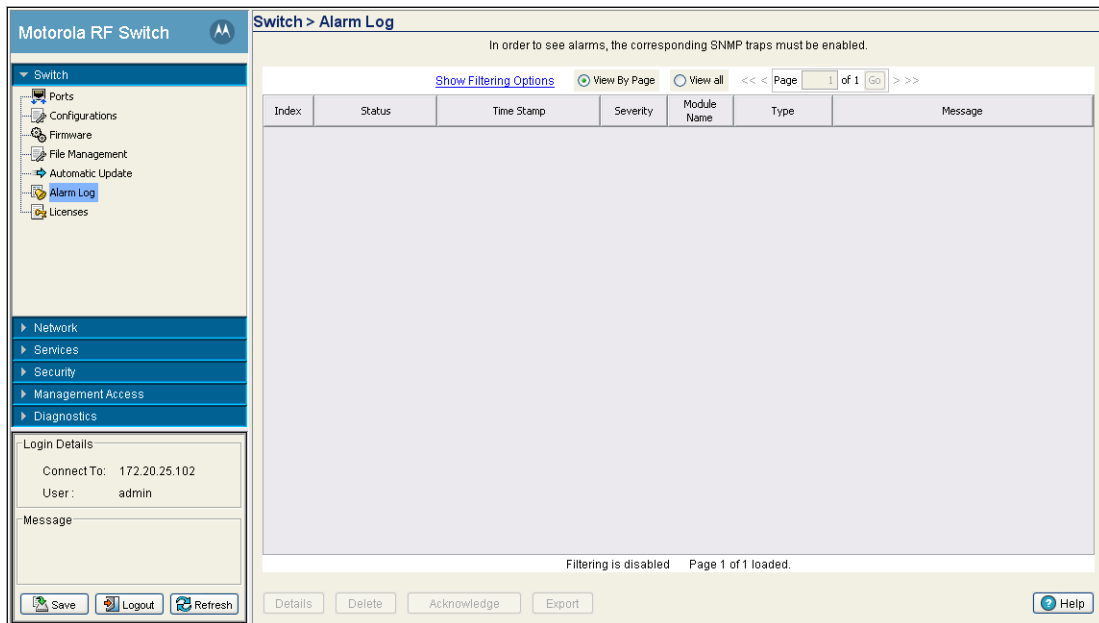 Motorola RF Switch
Switch
Ports
Configurations
Firmware
File Management
Automatic Update
Alarm Log
Licenses
Network
Services
Security
Management Access
Diagnostics
Login Details
Connect To: 172.20.25.102
User : admin
Message
Save Logout Refresh
Switch > Alarm Log
In order to see alarms, the corresponding SNMP traps must be enabled.
Show Filtering Options View By Page View all << < Page 1 of 1 Go > >>
Index Status Time Stamp Severity Module Name Type Message
Filtering is disabled Page 1 of 1 loaded.
Details Delete Acknowledge Export Help